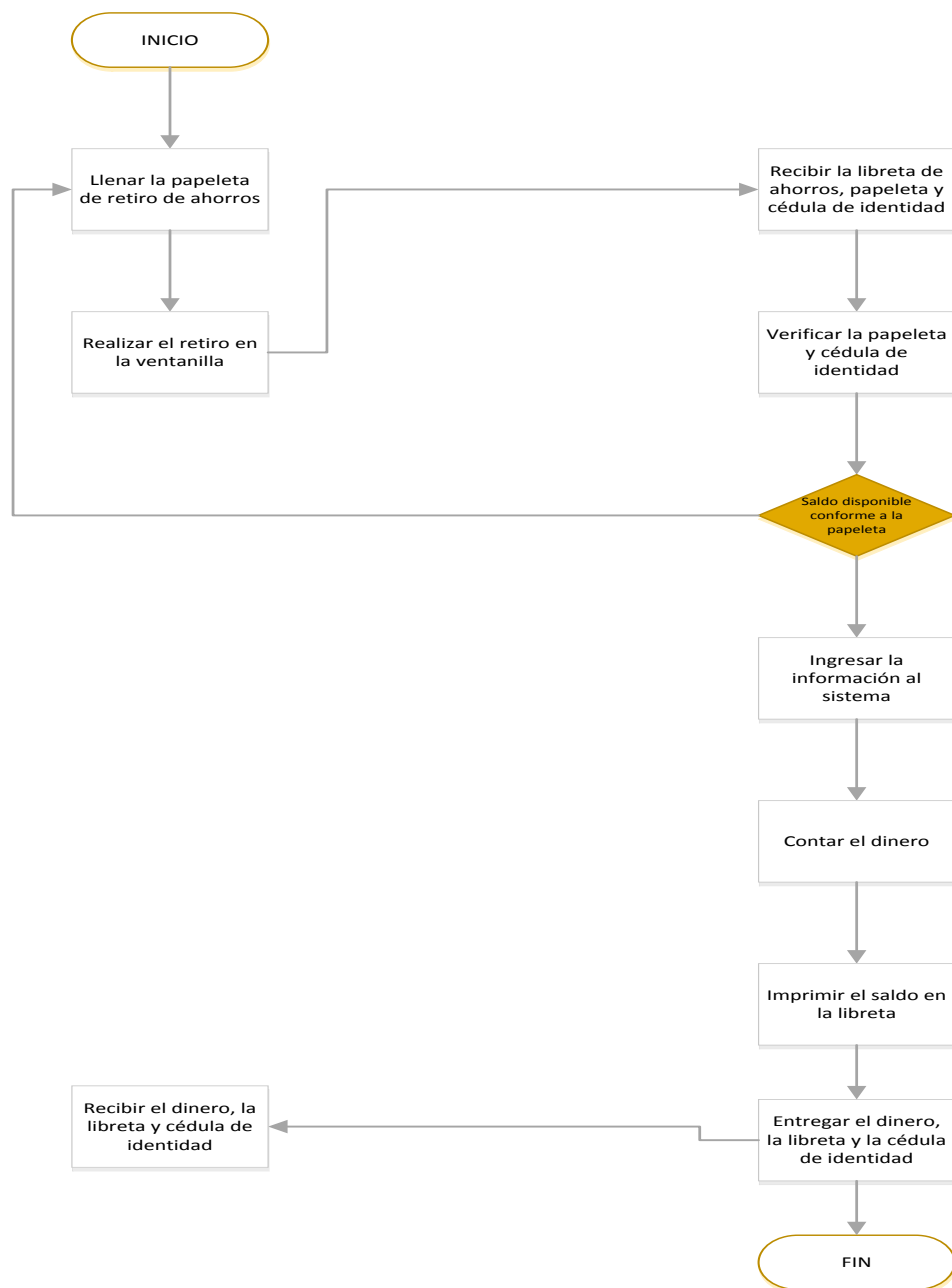 INICIO
Llenar la papeleta
de retiro de ahorros
Realizar el retiro en
la ventanilla
Recibir la libreta de
ahorros, papeleta y
cédula de identidad
Verificar la papeleta
y cédula de
identidad
Saldo disponible
conforme a la
papeleta
Ingresar la
información al
sistema
Contar el dinero
Imprimir el saldo en
la libreta
Entregar el dinero,
la libreta y la cédula
de identidad
Recibir el dinero, la
libreta y cédula de
identidad
FIN